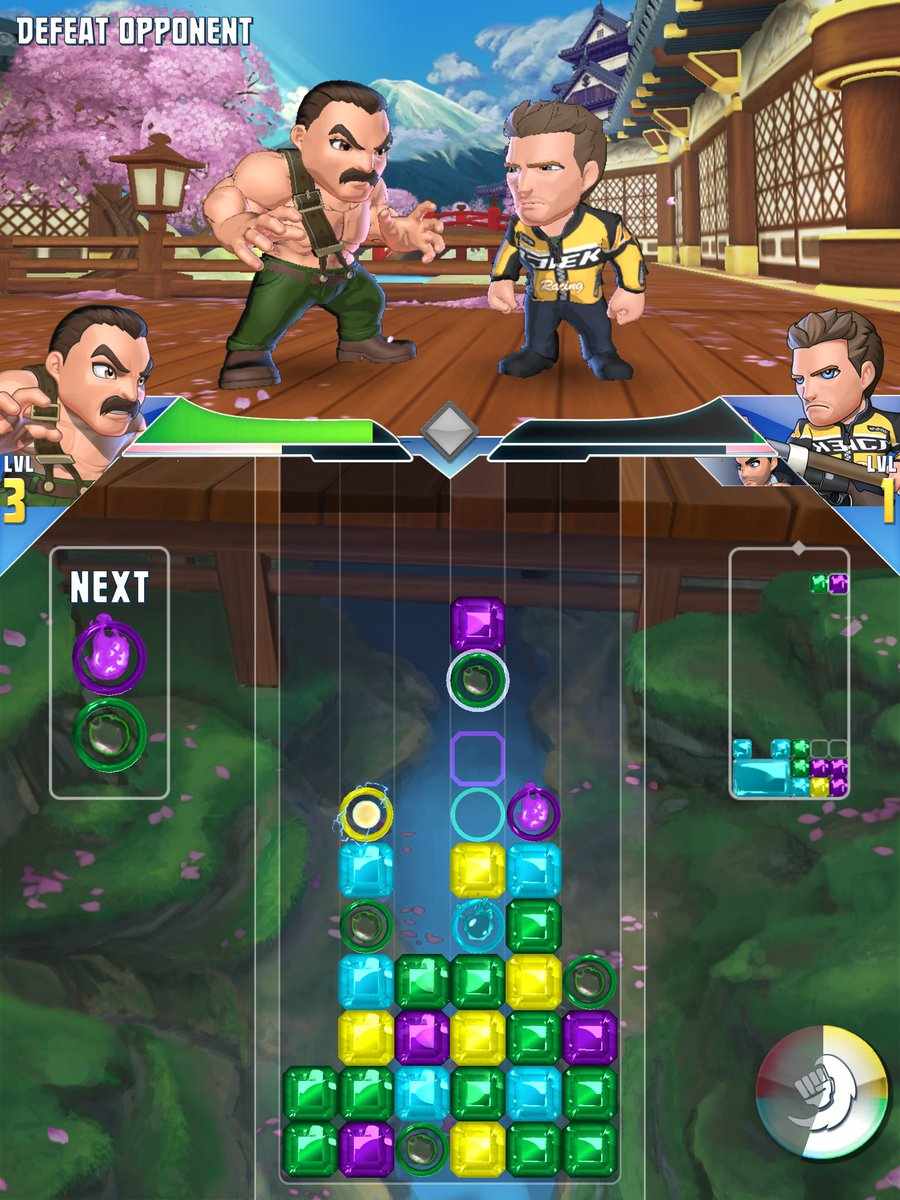 DEFEAT OPPONENT
Racing
LVL
3
LVL
1
NEXT